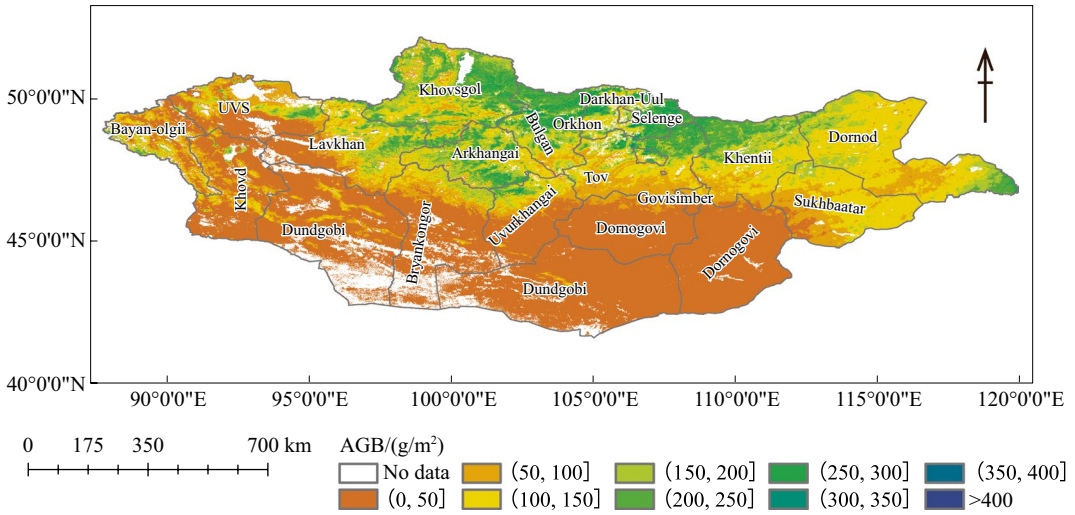 50°0'0"N
45°0'0"N
40°0'0"N
Khovsgol
UVS
Darkhan-Uul
Selenge
Orkhon
Bulgan
Bayan-olgii
Lavkhan
Arkhangai
Dornod
Khentii
Tov
Khovd
Govisimber
Sukhbaatar
Uvurkhangai
Dundgobi
Bryankongor
Dornogovi
Dornogovi
Dundgobi
90°0'0"E 95°0'0"E 100°0'0"E 105°0'0"E 110°0'0"E 115°0'0"E 120°0'0"E
0 175 350 700 km
AGB/(g/m²)
No data (50, 100] (150, 200] (250, 300] (350, 400]
(0, 50] (100, 150] (200, 250] (300, 350] >400